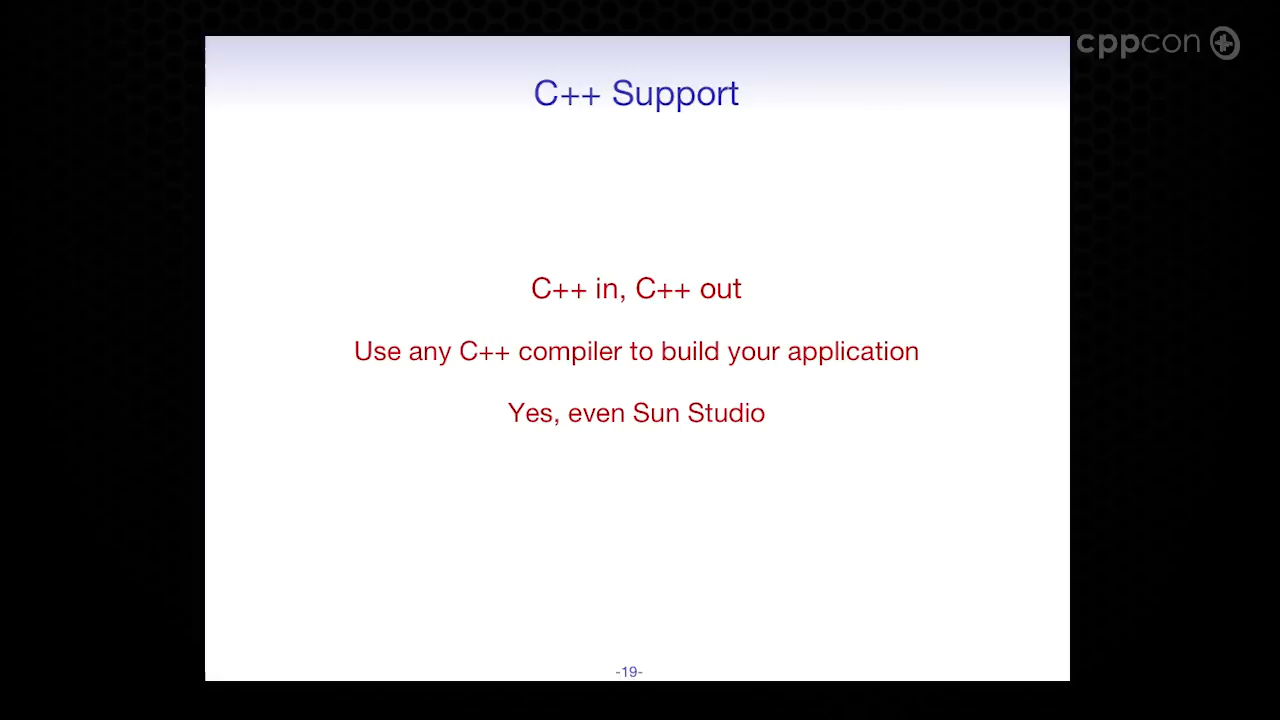 cppcon
C++ Support
C++ in, C++ out
Use any C++ compiler to build your application
Yes, even Sun Studio
-19-